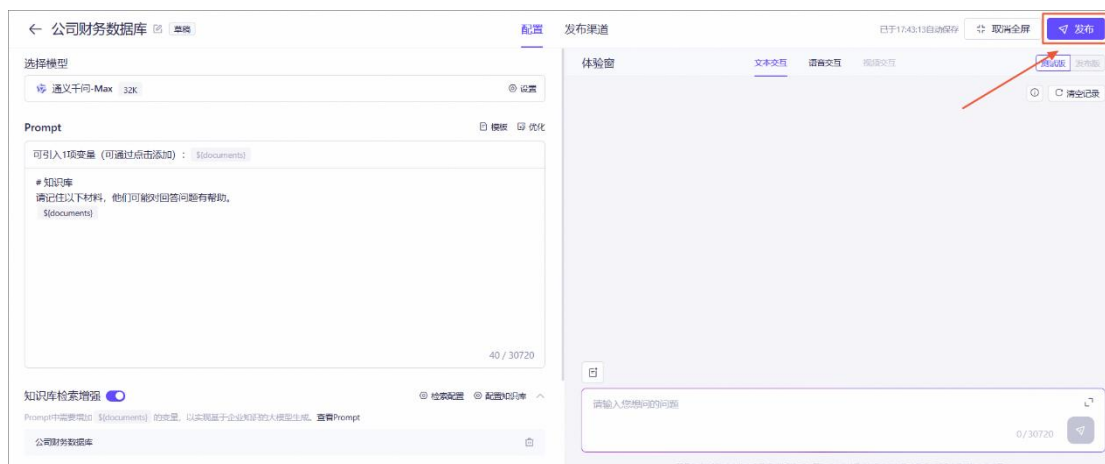 公司财务数据库 草稿 配置 发布渠道 已于17:43:13自动保存 取消全屏 发布
选择模型
通义千问-Max 32K 设置
Prompt 模板 优化
可引入1项变量（可通过点击添加）： ${documents}
# 知识库
请记住以下材料，他们可能对回答问题有帮助。
${documents}
40 / 30720
知识库检索增强 检索配置 配置知识库
Prompt中需要增加 ${documents} 的变量，以实现基于企业知识的大模型生成。查看Prompt
公司财务数据库
体验窗 文本交互 语音交互 视频交互 测试版 发布版
清空记录
请输入您想问的问题
0/30720